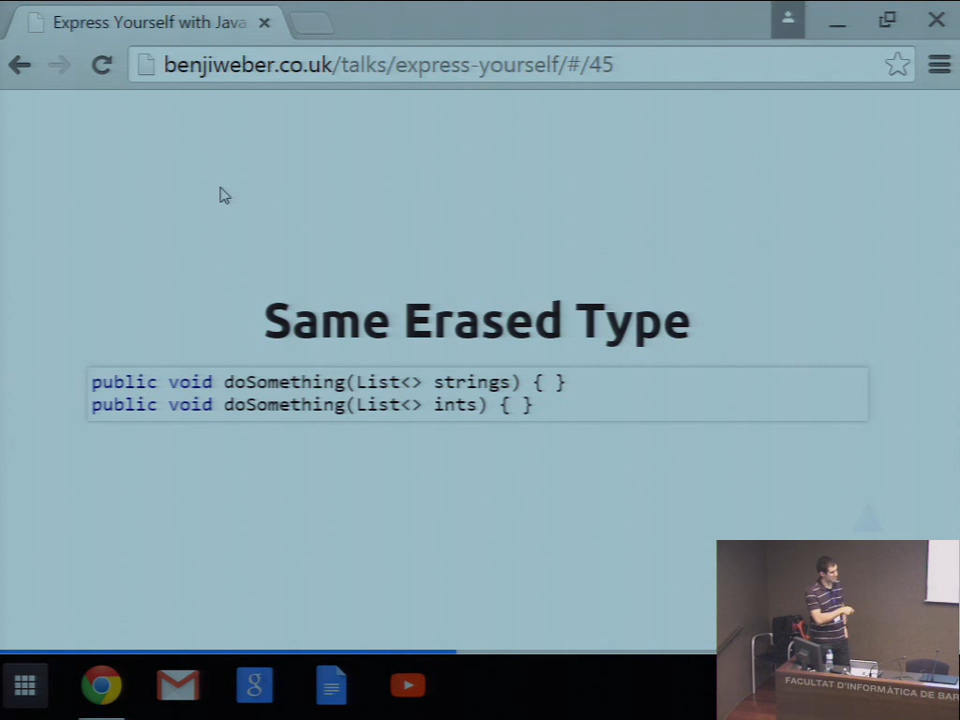 Express Yourself with Java
benjiweber.co.uk/talks/express-yourself/#/45
Same Erased Type
public void doSomething(List<> strings) { }
public void doSomething(List<> ints) { }
FACULTAT D'INFORMÀTICA DE BAR